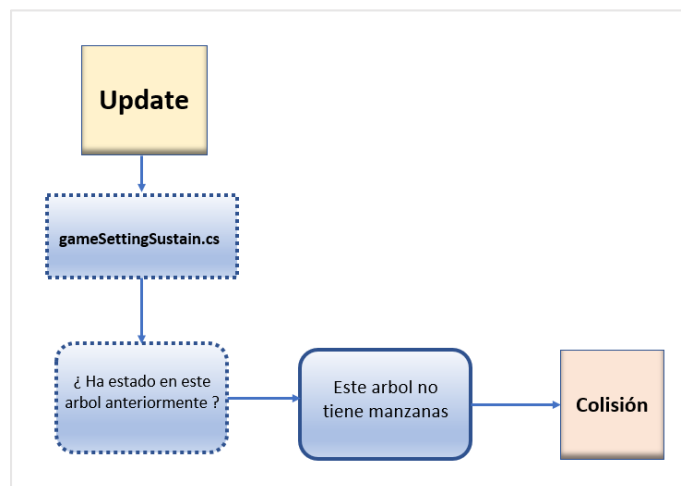 Update
gameSettingSustain.cs
¿ Ha estado en este
arbol anteriormente ?
Este arbol no
tiene manzanas
Colisión